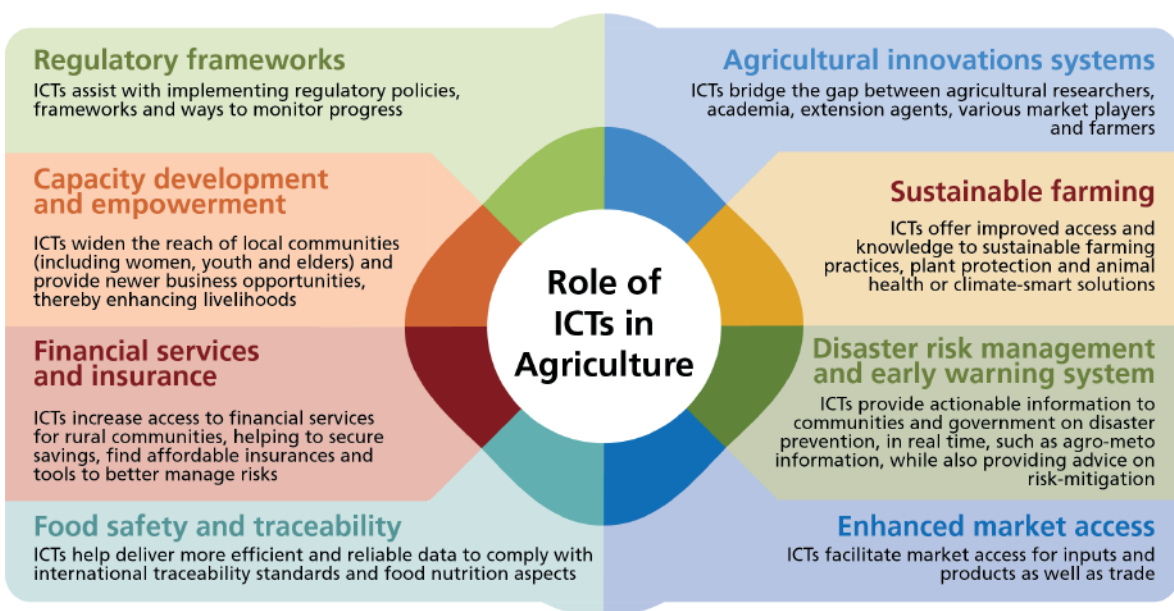 Regulatory frameworks
ICTs assist with implementing regulatory policies,
frameworks and ways to monitor progress
Capacity development
and empowerment
ICTs widen the reach of local communities
(including women, youth and elders) and
provide newer business opportunities,
thereby enhancing livelihoods
Financial services
and insurance
ICTs increase access to financial services
for rural communities, helping to secure
savings, find affordable insurances and
tools to better manage risks
Food safety and traceability
ICTs help deliver more efficient and reliable data to comply with
international traceability standards and food nutrition aspects
Role of
ICTs in
Agriculture
Agricultural innovations systems
ICTs bridge the gap between agricultural researchers,
academia, extension agents, various market players
and farmers
Sustainable farming
ICTs offer improved access and
knowledge to sustainable farming
practices, plant protection and animal
health or climate-smart solutions
Disaster risk management
and early warning system
ICTs provide actionable information to
communities and government on disaster
prevention, in real time, such as agro-meto
information, while also providing advice on
risk-mitigation
Enhanced market access
ICTs facilitate market access for inputs and
products as well as trade